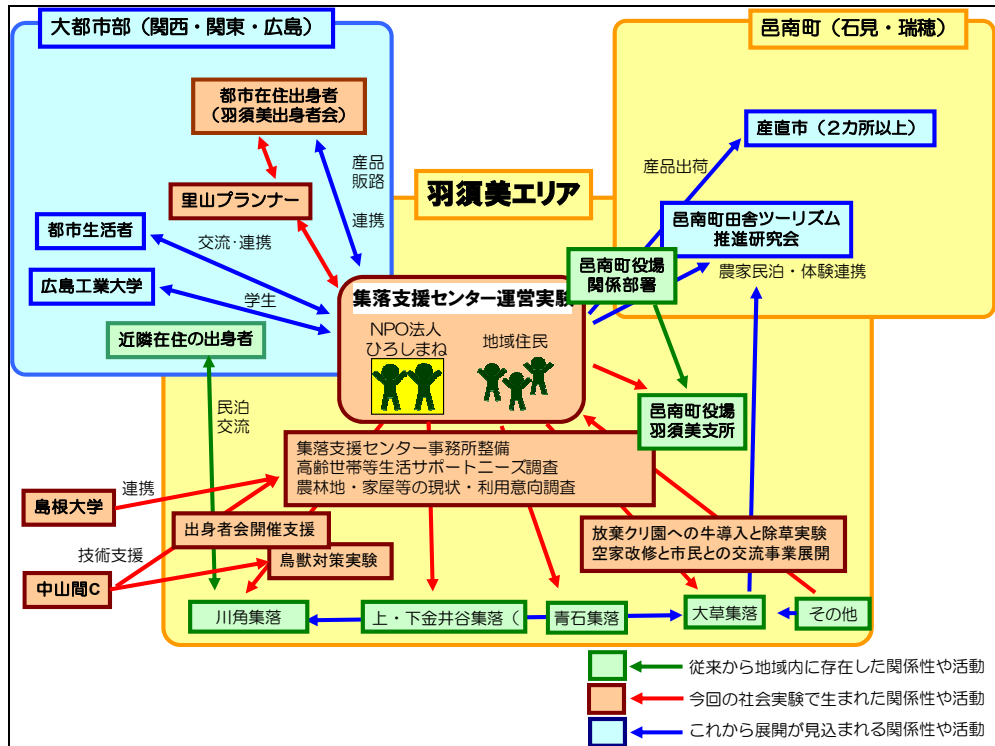 大都市部（関西・関東・広島）
邑南町（石見・瑞穂）
都市在住出身者
（羽須美出身者会）
産直市（２カ所以上）
産品
販路
産品出荷
里山プランナー
羽須美エリア
連携
都市生活者
交流・連携
邑南町田舎ツーリズム
推進研究会
邑南町役場
関係部署
農家民泊・体験連携
広島工業大学
学生
集落支援センター運営実験
近隣在住の出身者
NPO法人
ひろしまね
地域住民
民泊
交流
邑南町役場
羽須美支所
集落支援センター事務所整備
高齢世帯等生活サポートニーズ調査
農林地・家屋等の現状・利用意向調査
島根大学
連携
出身者会開催支援
放棄クリ園への牛導入と除草実験
空家改修と市民との交流事業展開
技術支援
鳥獣対策実験
中山間C
川角集落
上・下金井谷集落（
青石集落
大草集落
その他
従来から地域内に存在した関係性や活動
今回の社会実験で生まれた関係性や活動
これから展開が見込まれる関係性や活動